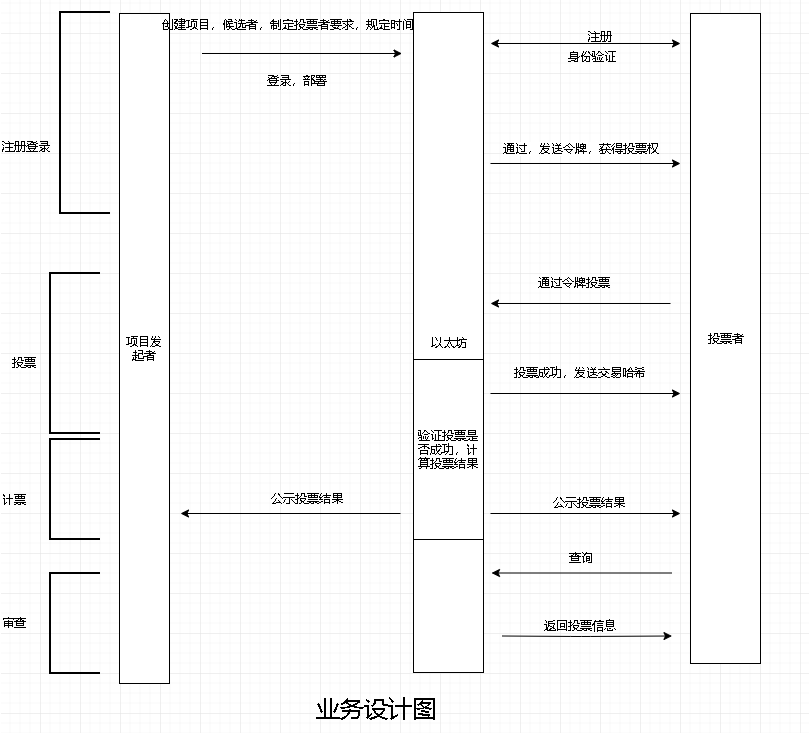 创建项目，候选者，制定投票者要求，规定时间
注册
身份验证
登录，部署
注册登录
通过，发送令牌，获得投票权
通过令牌投票
项目发
起者
以太坊
投票者
投票
投票成功，发送交易哈希
验证投票是
否成功，计
算投票结果
计票
公示投票结果
公示投票结果
查询
审查
返回投票信息
业务设计图